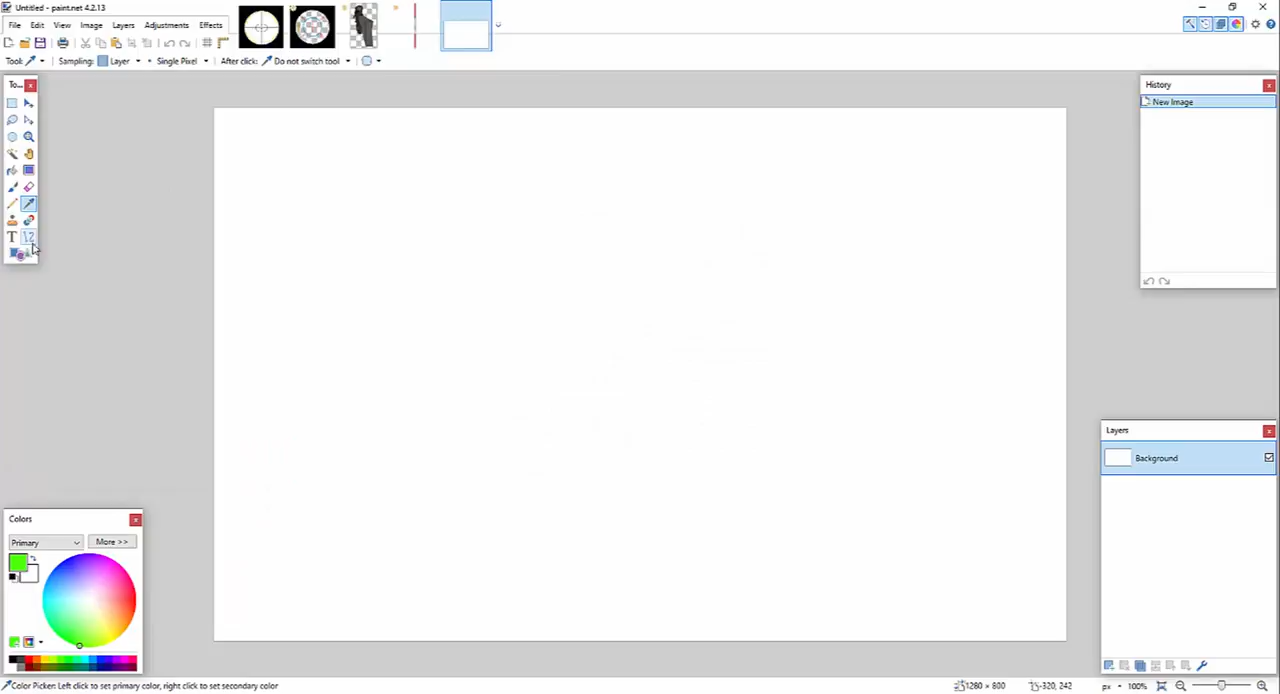 Untitled - paint.net 4.2.13
File Edit View Image Layers Adjustments Effects
Tool: Sampling: Layer Single Pixel After click: Do not switch tool
To...
History
New Image
Layers
Background
Colors
Primary
More >>
Color Picker: Left click to set primary color, right click to set secondary color
1280 × 800
-320, 242
px
100%